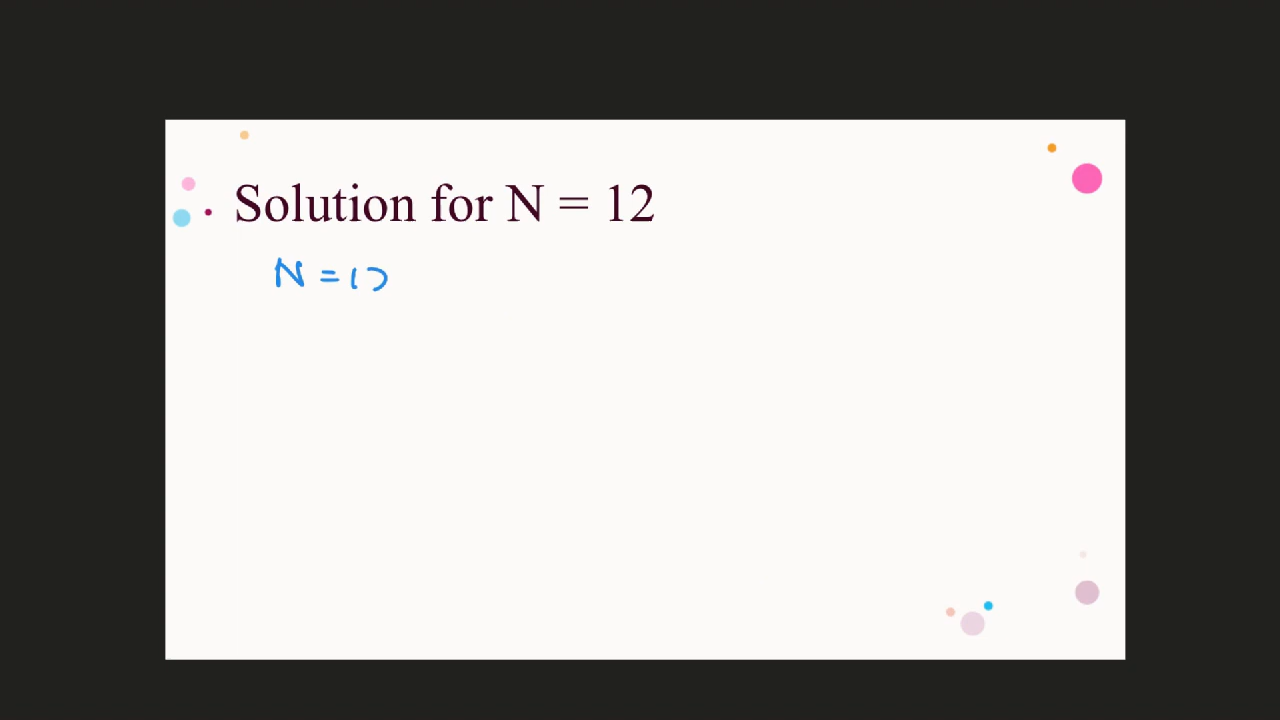 • Solution for N = 12
N = 12